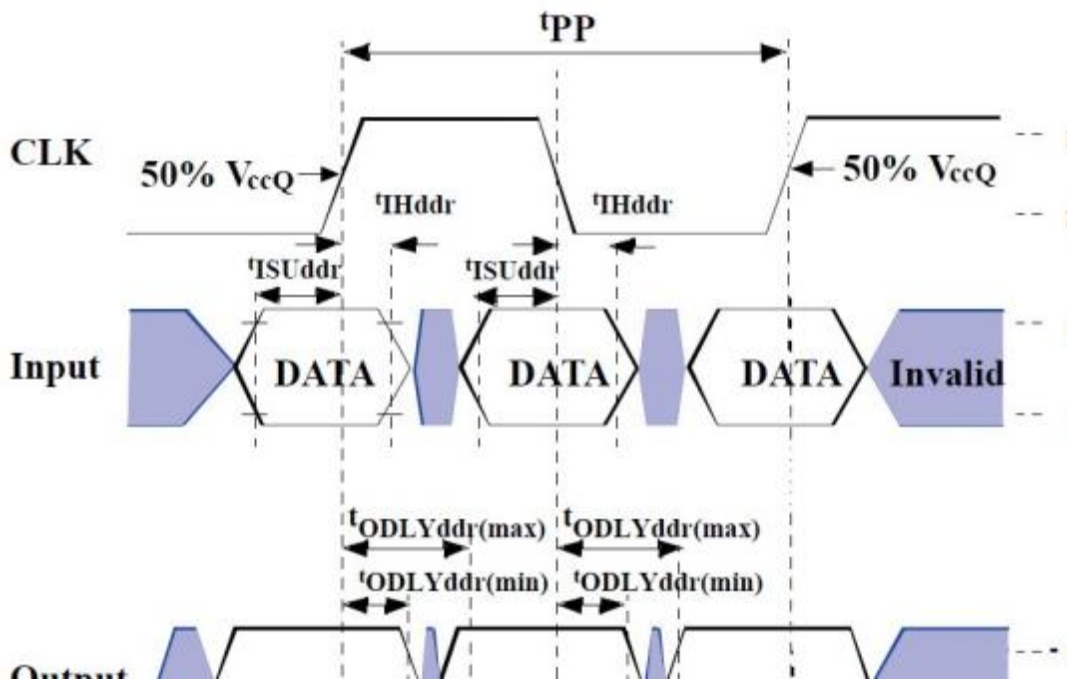 tPP
CLK
50% VccQ
50% VccQ
tIHddr
tIHddr
tISUddr
tISUddr
Input
DATA
DATA
DATA
Invalid
tODLYddr(max)
tODLYddr(max)
tODLYddr(min)
tODLYddr(min)
Output